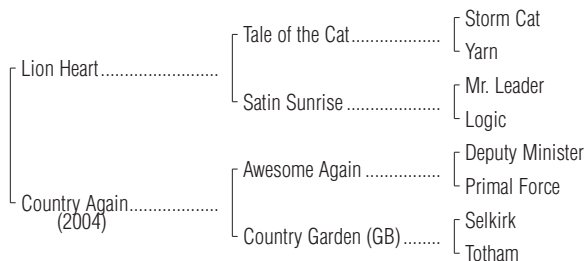 Storm Cat
Tale of the Cat...................
Yarn
Lion Heart.........................
Mr. Leader
Satin Sunrise ....................
Logic
Deputy Minister
Awesome Again ................
Primal Force
Country Again...................
(2004)
Selkirk
Country Garden (GB)........
Totham